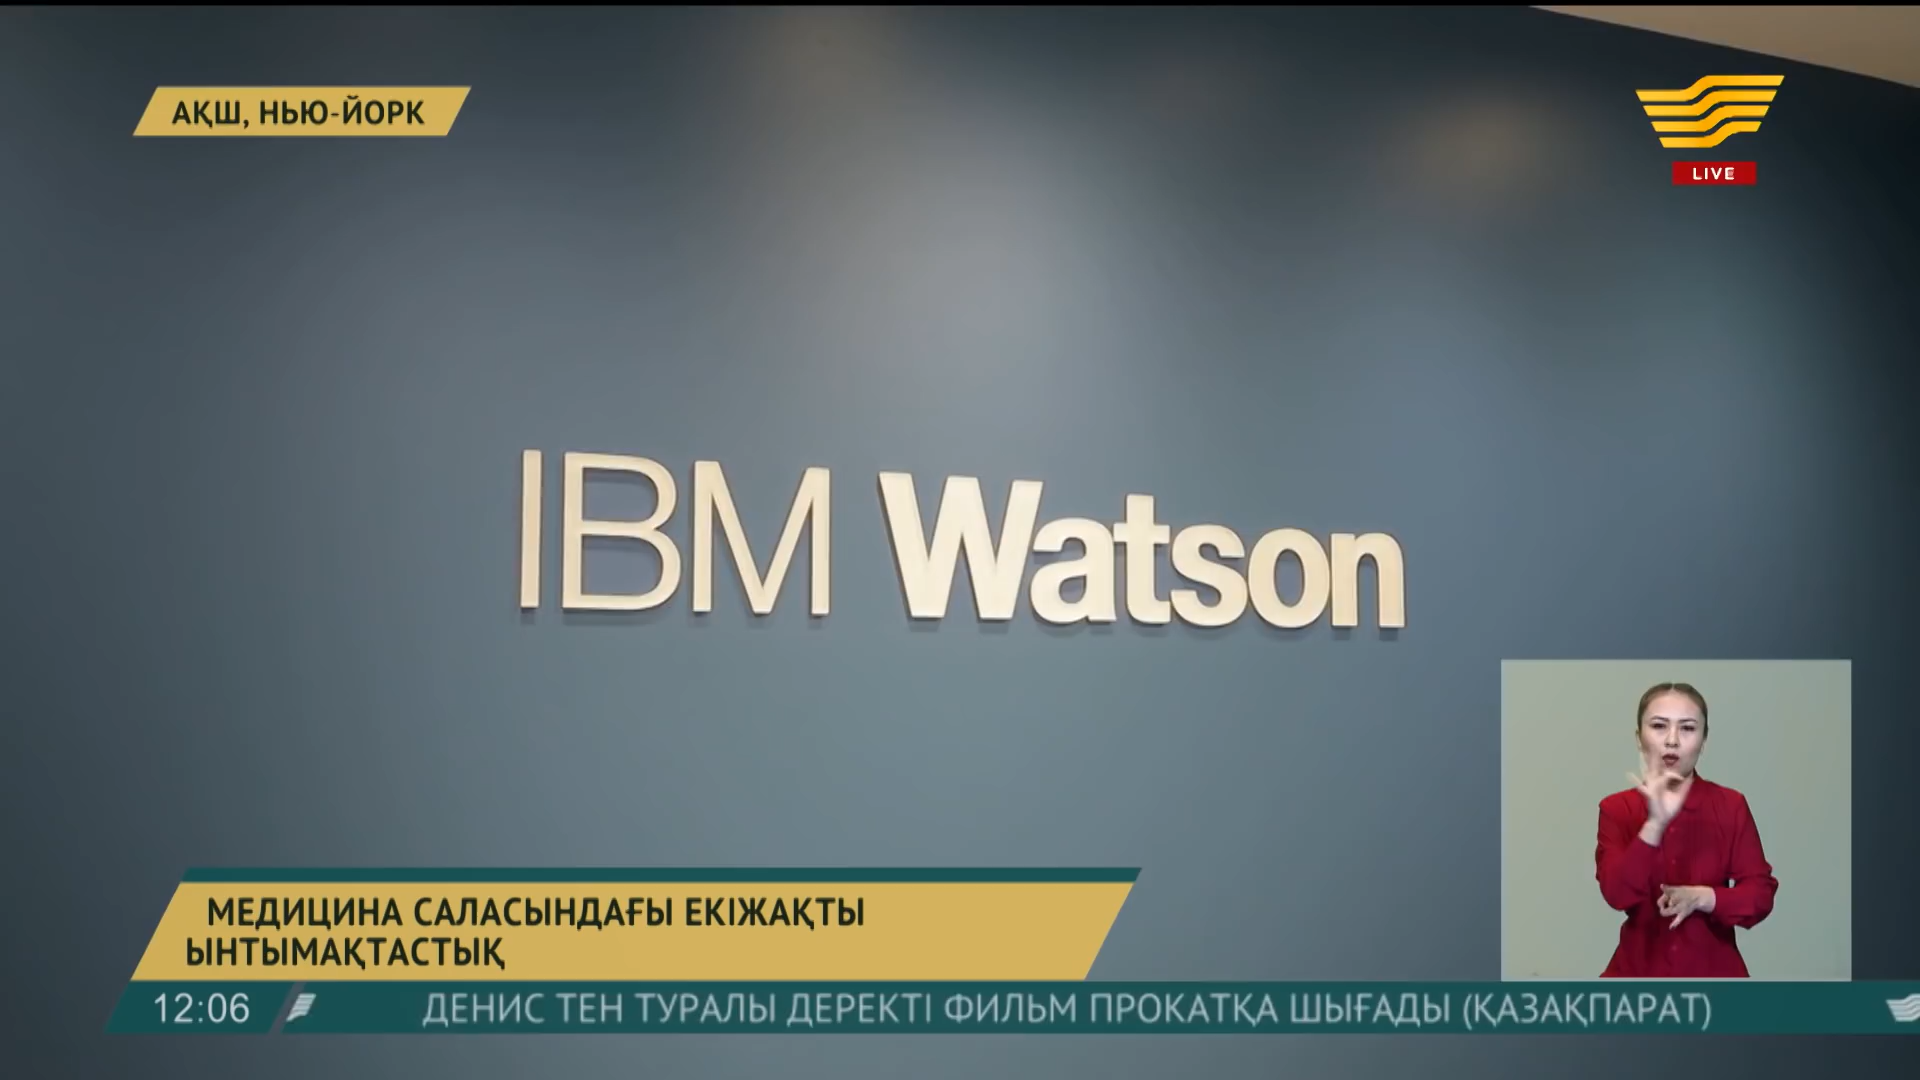 АҚШ, НЬЮ-ЙОРК
LIVE
IBM Watson
МЕДИЦИНА САЛАСЫНДАҒЫ ЕКІЖАҚТЫ
ЫНТЫМАҚТАСТЫҚ
12:06 ДЕНИС ТЕН ТУРАЛЫ ДЕРЕКТІ ФИЛЬМ ПРОКАТҚА ШЫҒАДЫ (ҚАЗАҚПАРАТ)